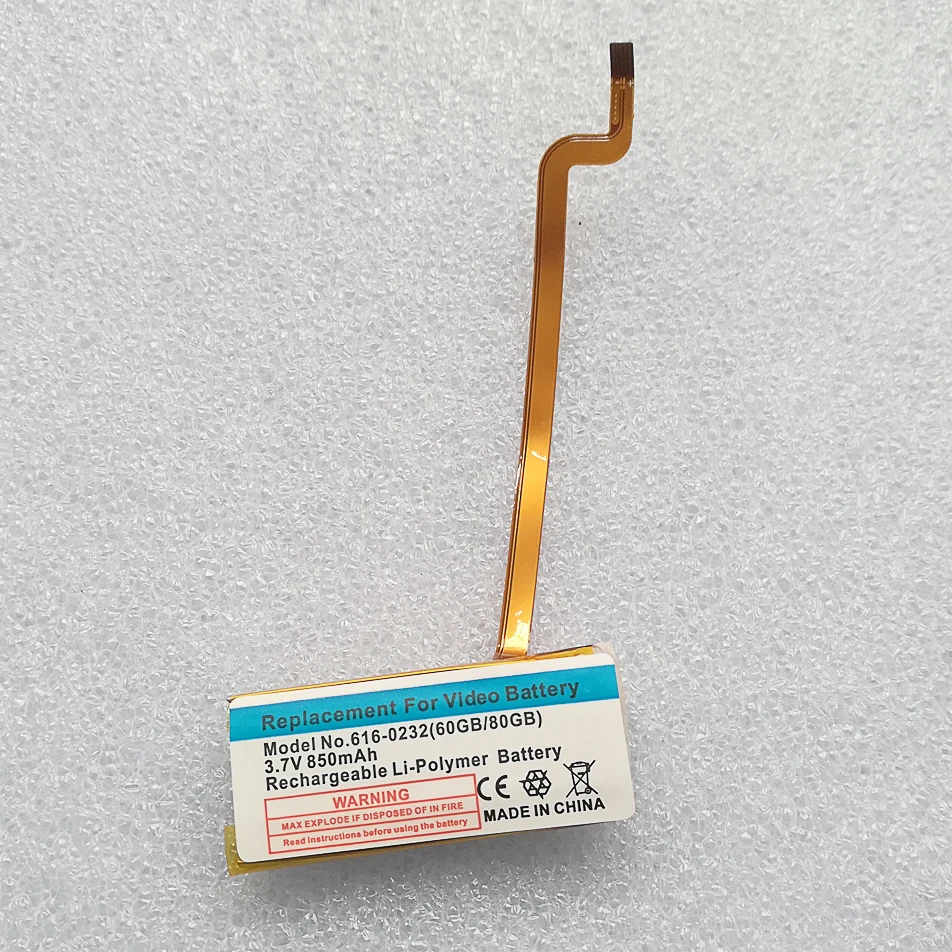 Replacement For Video Battery
Model No.616-0232(60GB/80GB)
3.7V 850mAh
Rechargeable Li-Polymer Battery
WARNING
MAX EXPLODE IF DISPOSED OF IN FIRE
Read instructions before using the battery
CE
MADE IN CHINA